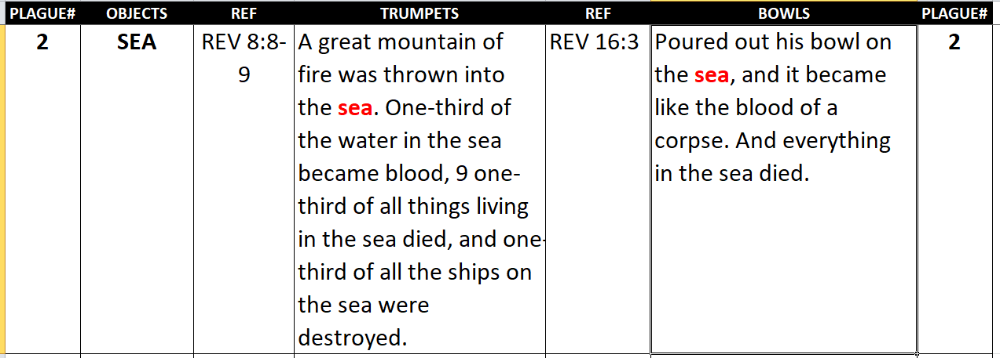 PLAGUE# OBJECTS REF TRUMPETS REF BOWLS PLAGUE#
2 SEA REV 8:8- A great mountain of REV 16:3 Poured out his bowl on 2
9 fire was thrown into the sea, and it became
the sea. One-third of like the blood of a
the water in the sea corpse. And everything
became blood, 9 one- in the sea died.
third of all things living
in the sea died, and one-
third of all the ships on
the sea were
destroyed.